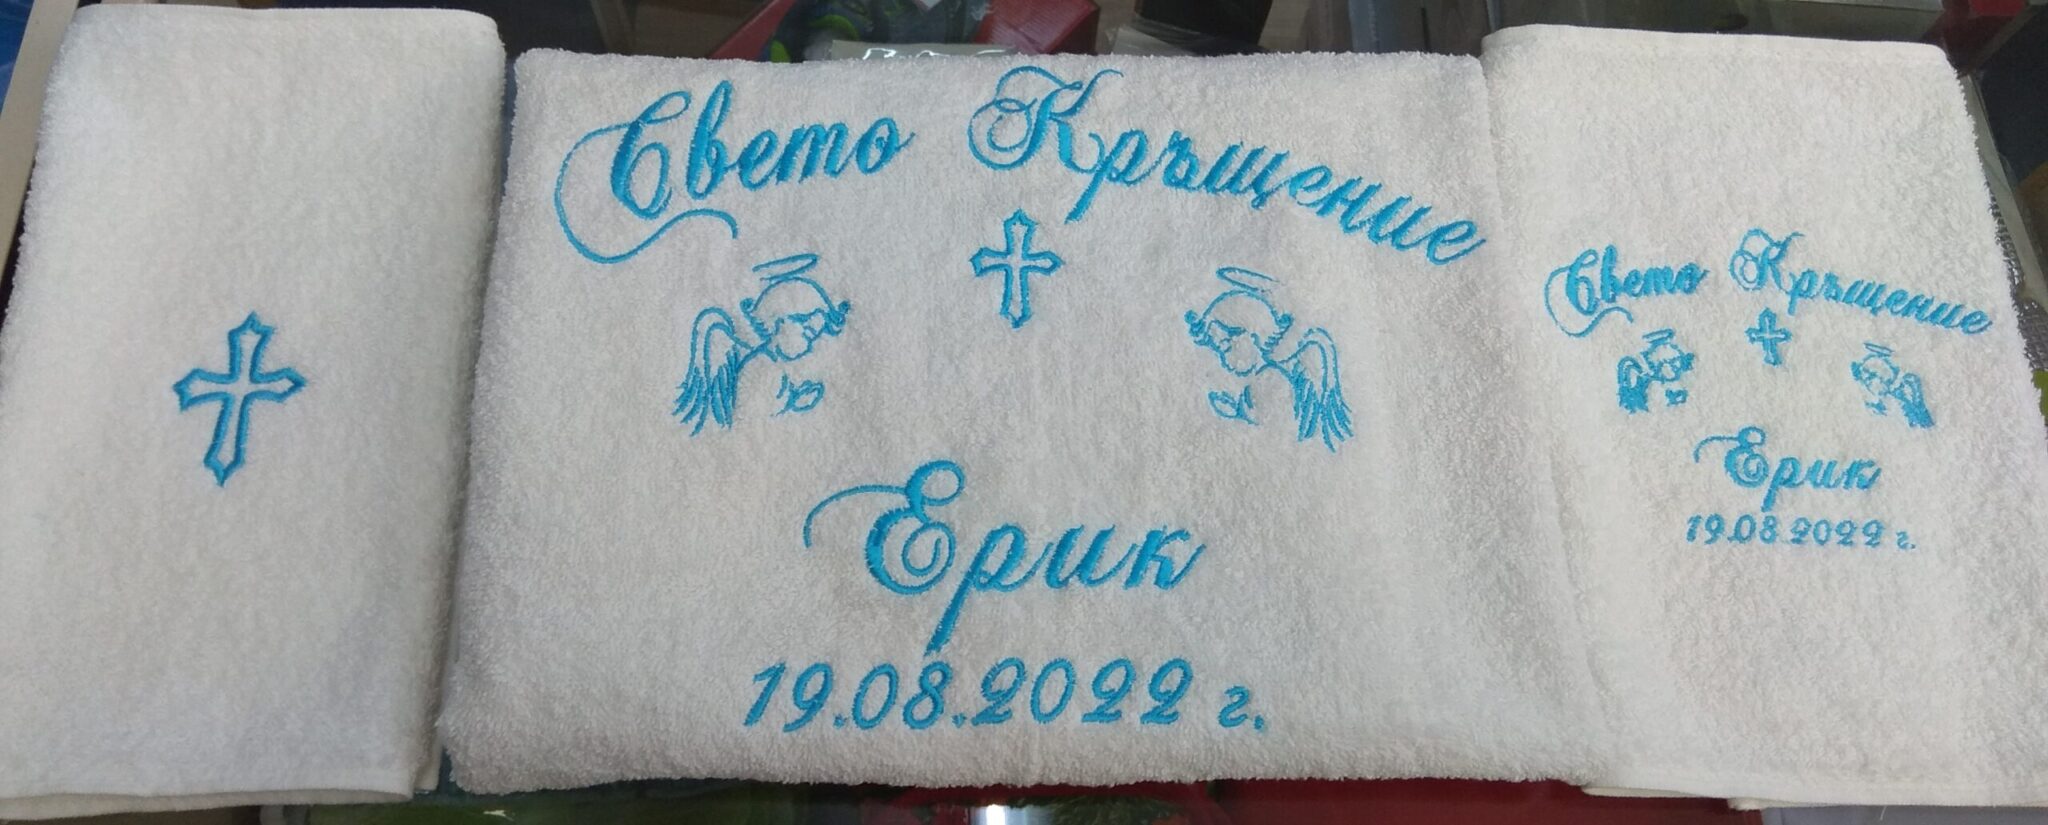 Свето Кръщение
Ерик
19.08.2022 г.
Свето Кръщение
Ерик
19.08.2022 г.